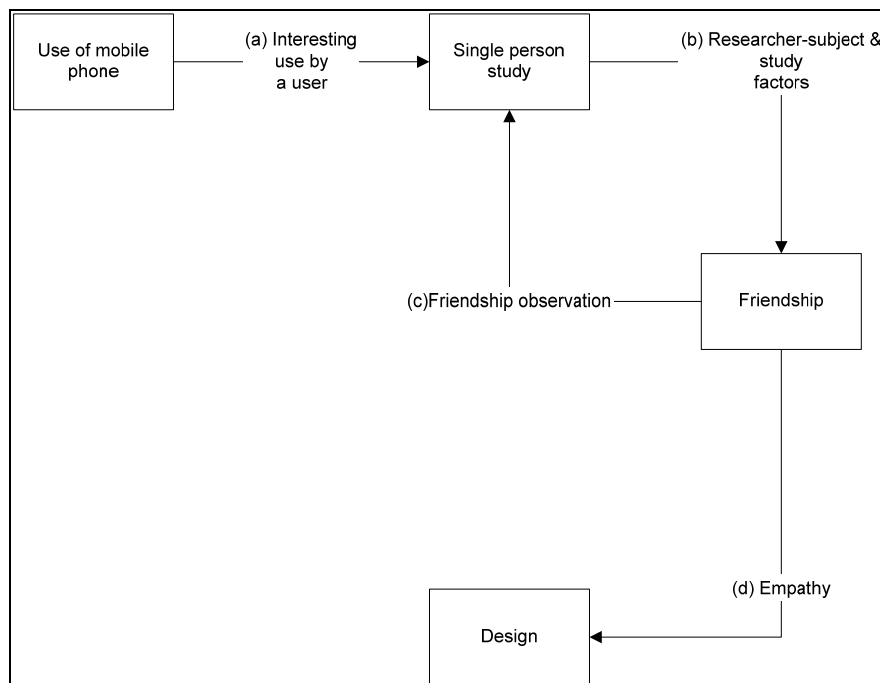 Use of mobile
phone
(a) Interesting
use by
a user
Single person
study
(b) Researcher-subject &
study
factors
(c)Friendship observation
Friendship
(d) Empathy
Design